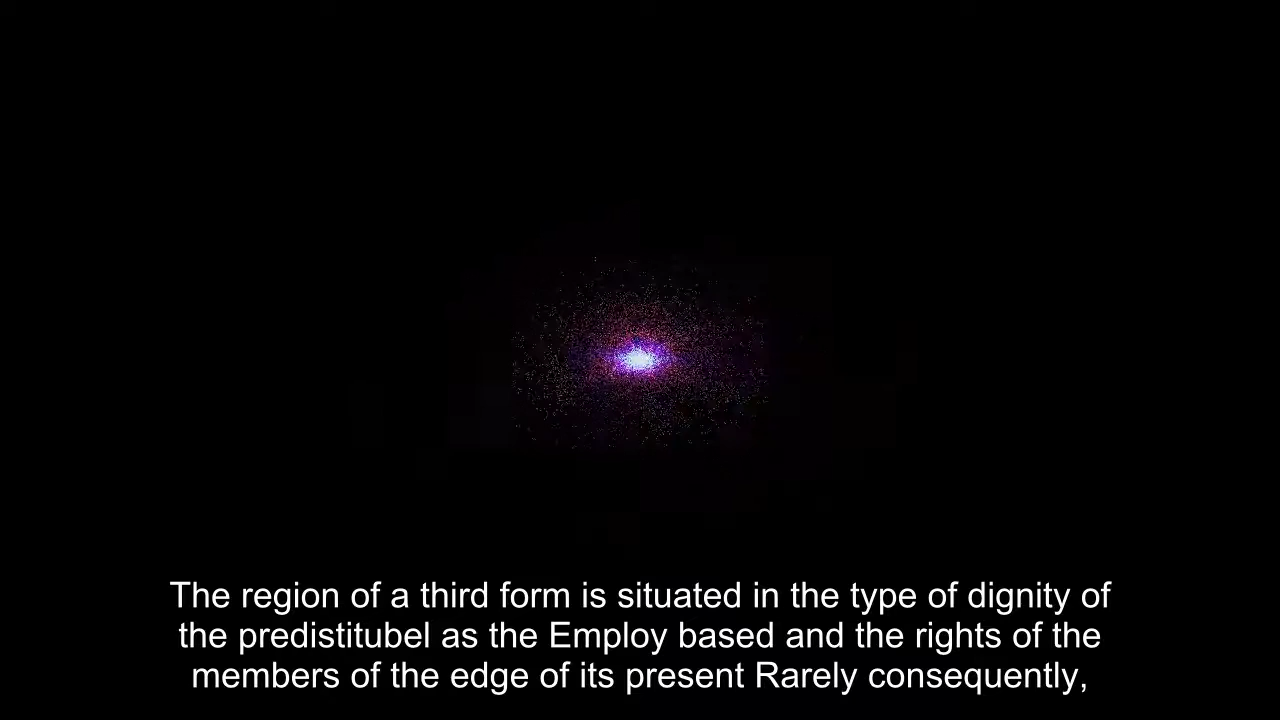 The region of a third form is situated in the type of dignity of
the predistitubel as the Employ based and the rights of the
members of the edge of its present Rarely consequently,